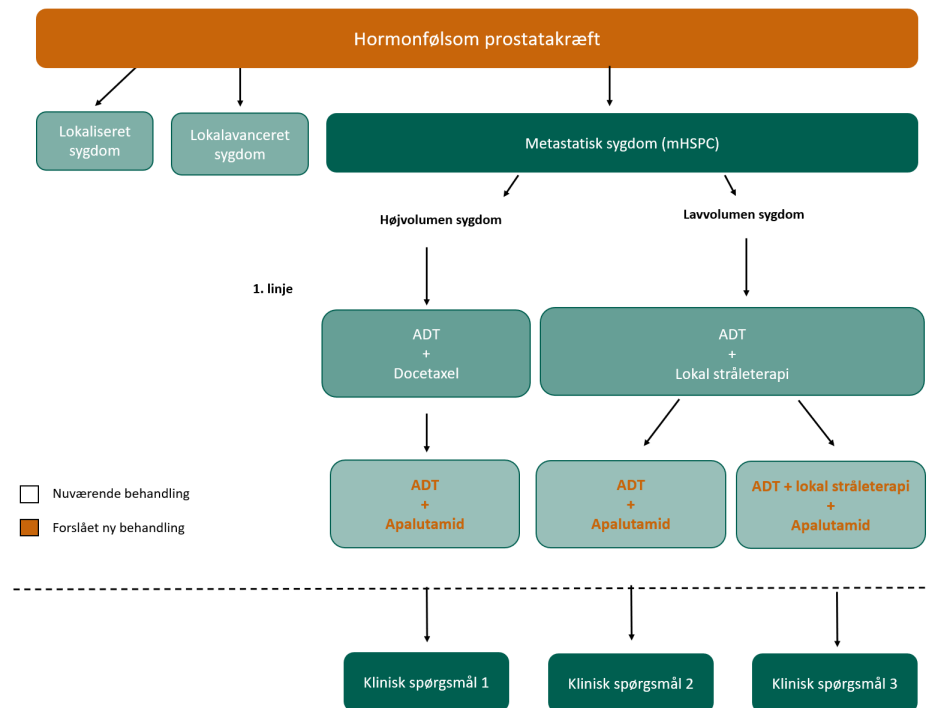 Hormonfølsom prostatakræft
Lokaliseret
sygdom
Lokalavanceret
sygdom
Metastatisk sygdom (mHSPC)
Højvolumen sygdom
Lavvolumen sygdom
1. linje
ADT
+
Docetaxel
ADT
+
Lokal stråleterapi
ADT
+
Apalutamid
ADT
+
Apalutamid
ADT + lokal stråleterapi
+
Apalutamid
Nuværende behandling
Forslået ny behandling
Klinisk spørgsmål 1
Klinisk spørgsmål 2
Klinisk spørgsmål 3